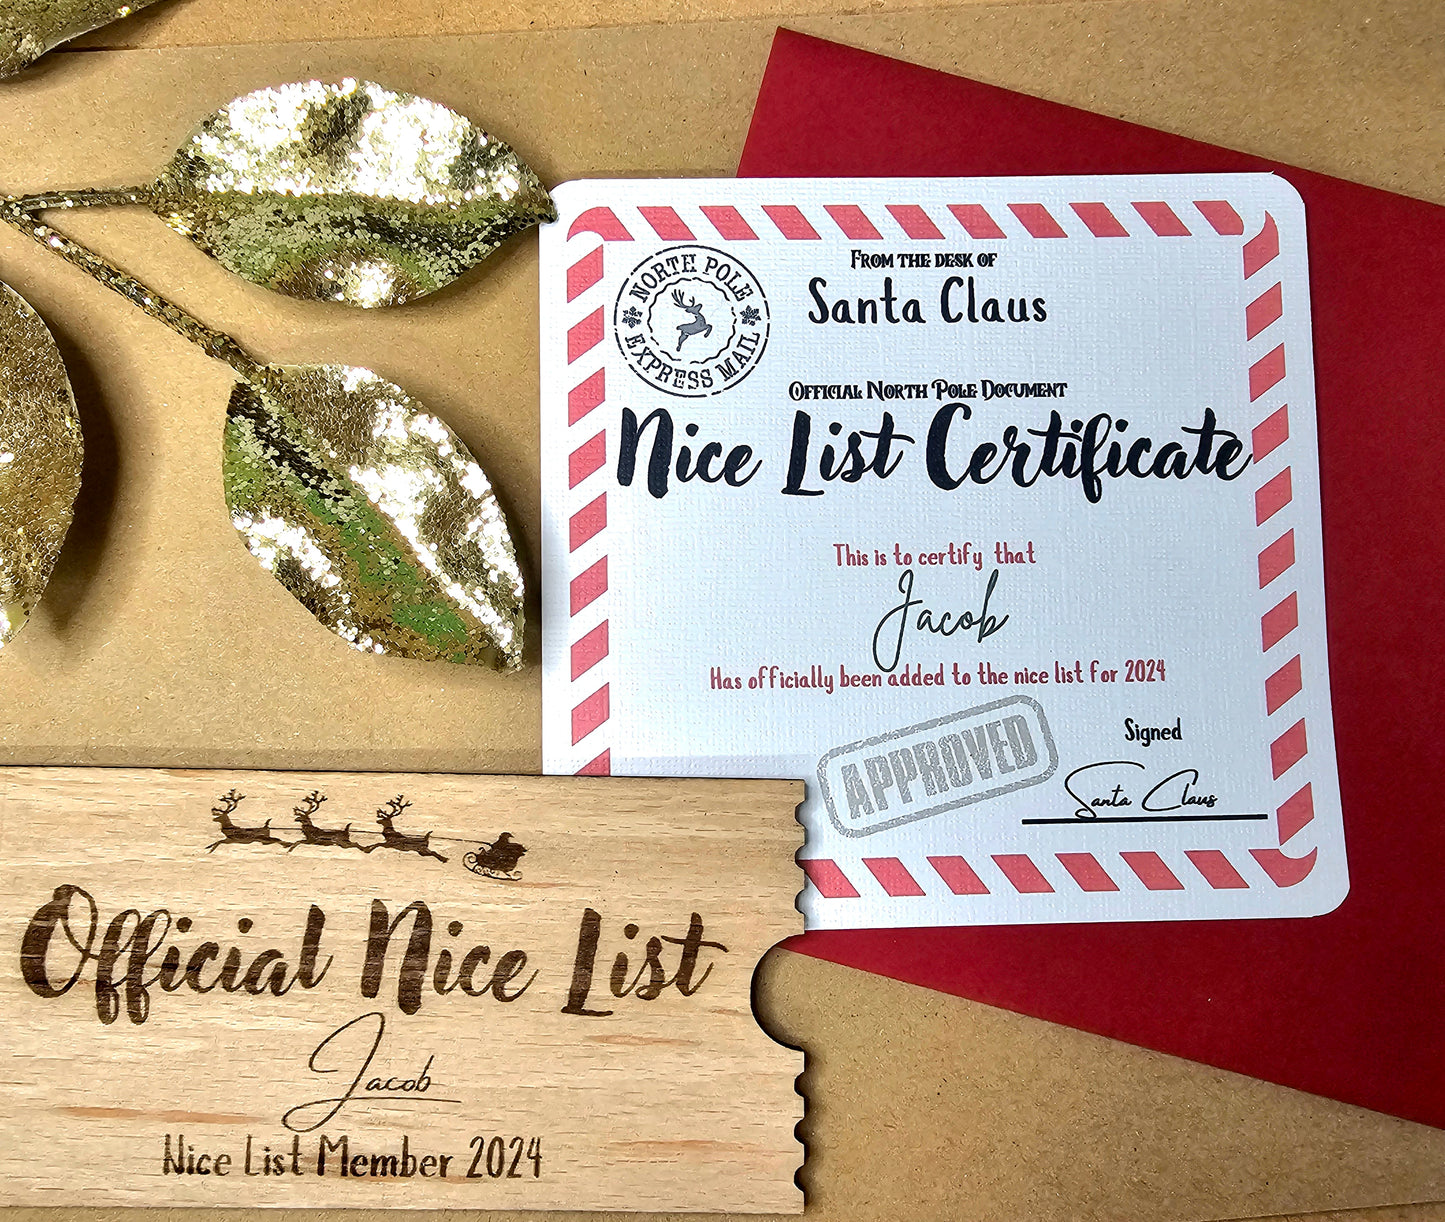 NORTH POLE
EXPRESS MAIL
From the desk of
Santa Claus
Official North Pole Document
Nice List Certificate
This is to certify that
Jacob
Has officially been added to the nice list for 2024
APPROVED
Signed
Santa Claus
Official Nice List
Jacob
Nice List Member 2024